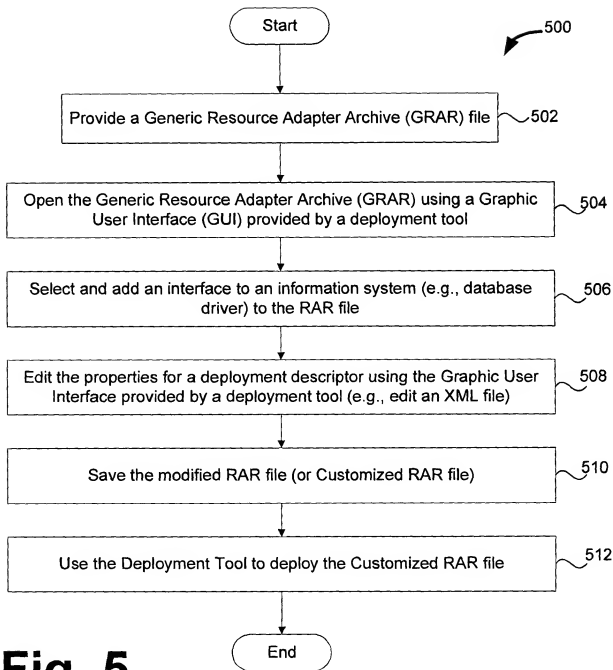 Start
500
Provide a Generic Resource Adapter Archive (GRAR) file
502
Open the Generic Resource Adapter Archive (GRAR) using a Graphic
User Interface (GUI) provided by a deployment tool
504
Select and add an interface to an information system (e.g., database
driver) to the RAR file
506
Edit the properties for a deployment descriptor using the Graphic User
Interface provided by a deployment tool (e.g., edit an XML file)
508
Save the modified RAR file (or Customized RAR file)
510
Use the Deployment Tool to deploy the Customized RAR file
512
End
Fig. 5